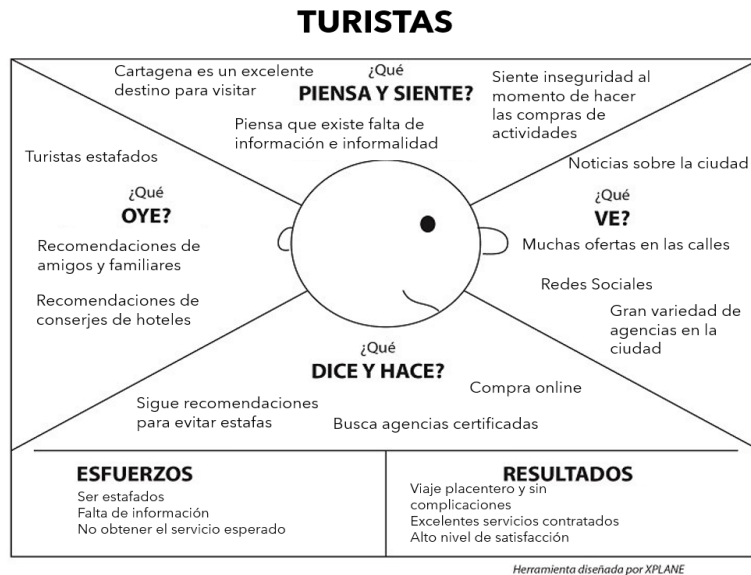 TURISTAS
¿Qué
PIENSA Y SIENTE?
Cartagena es un excelente
destino para visitar
Piensa que existe falta de
información e informalidad
Siente inseguridad al
momento de hacer
las compras de
actividades
Turistas estafados
¿Qué
OYE?
Recomendaciones de
amigos y familiares
Recomendaciones de
conserjes de hoteles
Noticias sobre la ciudad
¿Qué
VE?
Muchas ofertas en las calles
Redes Sociales
Gran variedad de
agencias en la
ciudad
¿Qué
DICE Y HACE?
Compra online
Sigue recomendaciones
para evitar estafas
Busca agencias certificadas
ESFUERZOS
Ser estafados
Falta de información
No obtener el servicio esperado
RESULTADOS
Viaje placentero y sin
complicaciones
Excelentes servicios contratados
Alto nivel de satisfacción
Herramienta diseñada por XPLANE